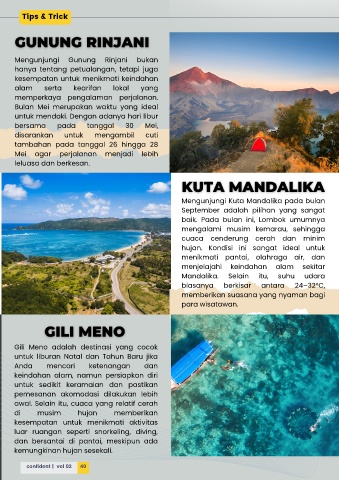 Tips & Trick
GUNUNG RINJANI
Mengunjungi Gunung Rinjani bukan
hanya tentang petualangan, tetapi juga
kesempatan untuk menikmati keindahan
alam serta kearifan lokal yang
memperkaya pengalaman perjalanan.
Bulan Mei merupakan waktu yang ideal
untuk mendaki. Dengan adanya hari libur
bersama pada tanggal 30 Mei,
disarankan untuk mengambil cuti
tambahan pada tanggal 26 hingga 28
Mei agar perjalanan menjadi lebih
leluasa dan berkesan.
KUTA MANDALIKA
Mengunjungi Kuta Mandalika pada bulan
September adalah pilihan yang sangat
baik. Pada bulan ini, Lombok umumnya
mengalami musim kemarau, sehingga
cuaca cenderung cerah dan minim
hujan. Kondisi ini sangat ideal untuk
menikmati pantai, olahraga air, dan
menjelajahi keindahan alam sekitar
Mandalika. Selain itu, suhu udara
biasanya berkisar antara 24–32°C,
memberikan suasana yang nyaman bagi
para wisatawan.
GILI MENO
Gili Meno adalah destinasi yang cocok
untuk liburan Natal dan Tahun Baru jika
Anda mencari ketenangan dan
keindahan alam, namun persiapkan diri
untuk sedikit keramaian dan pastikan
pemesanan akomodasi dilakukan lebih
awal. Selain itu, cuaca yang relatif cerah
di musim hujan memberikan
kesempatan untuk menikmati aktivitas
luar ruangan seperti snorkeling, diving,
dan bersantai di pantai, meskipun ada
kemungkinan hujan sesekali.
confident | vol 02 40